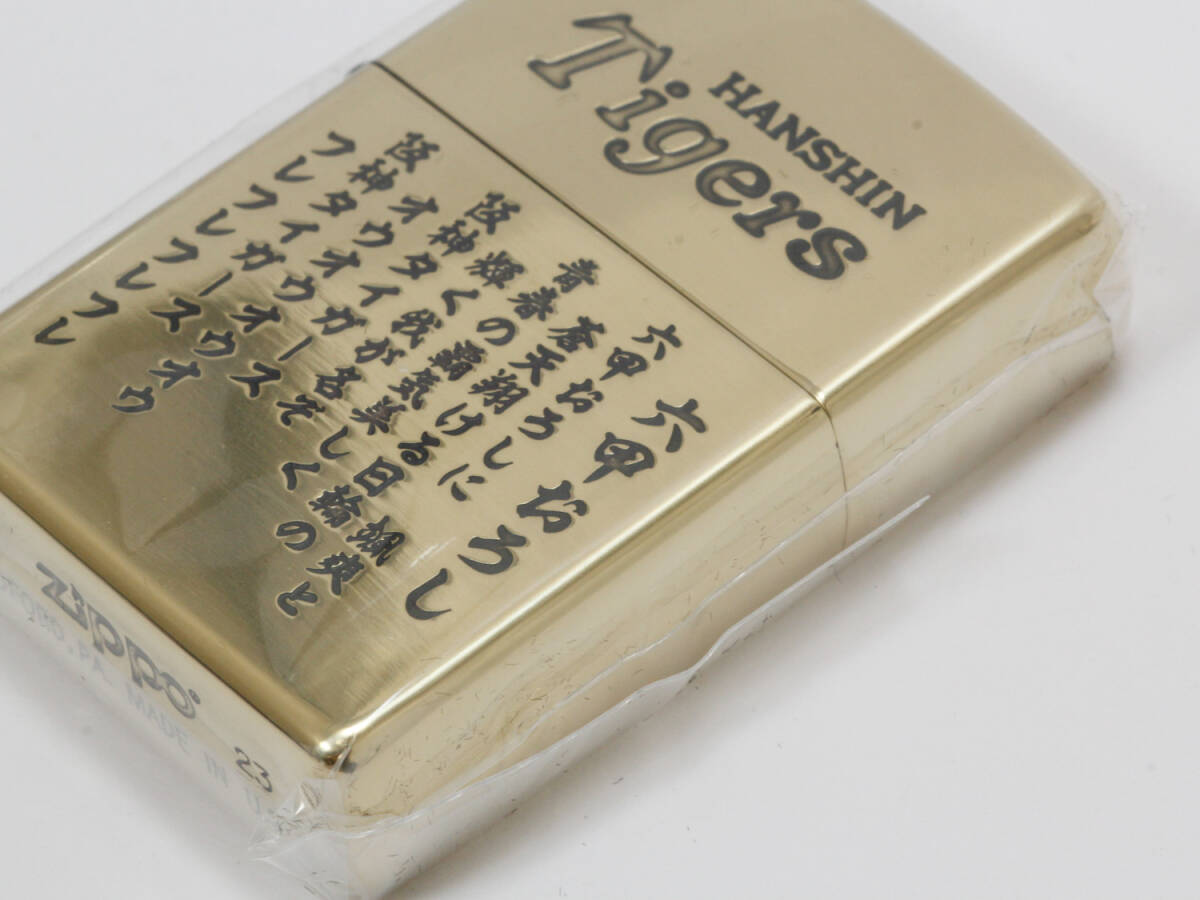 HANSHIN
Tigers
六甲おろし
六甲おろしに颯爽と
蒼天翔ける日輪の
青春の覇気美しく
輝く我が名ぞ
阪神タイガース
オウオウオウオウ
阪神タイガース
フレフレフレフレ
zippo
PA. MADE IN
23